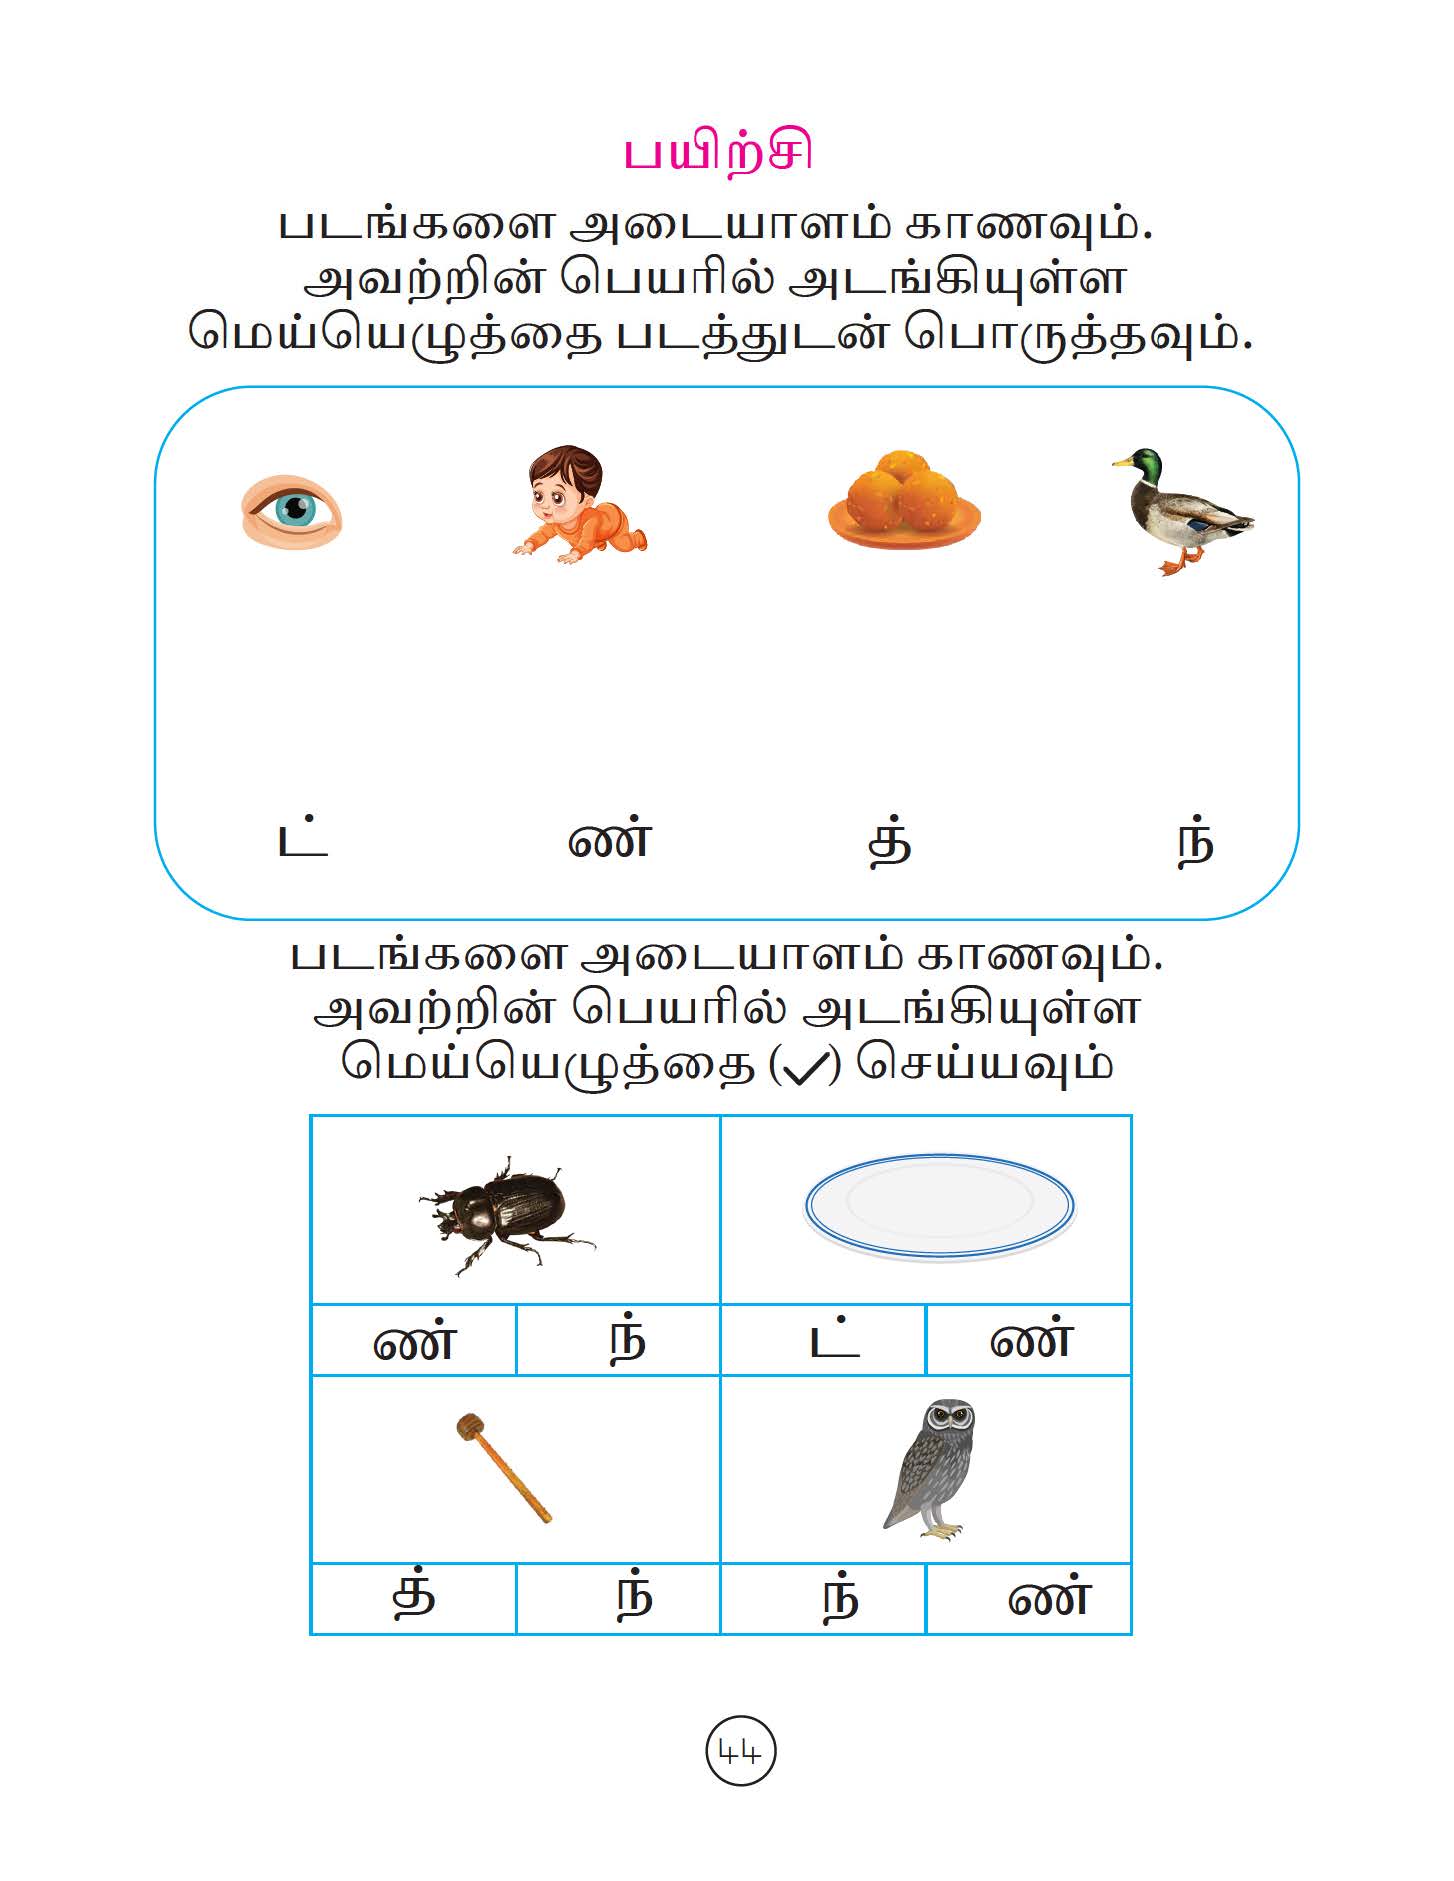 பயிற்சி
படங்களை அடையாளம் காணவும்.
அவற்றின் பெயரில் அடங்கியுள்ள
மெய்யெழுத்தை படத்துடன் பொருத்தவும்.
ட் ண் த் ந்
படங்களை அடையாளம் காணவும்.
அவற்றின் பெயரில் அடங்கியுள்ள
மெய்யெழுத்தை (✓) செய்யவும்
ண் ந் ட் ண்
த் ந் ந் ண்
௪௪